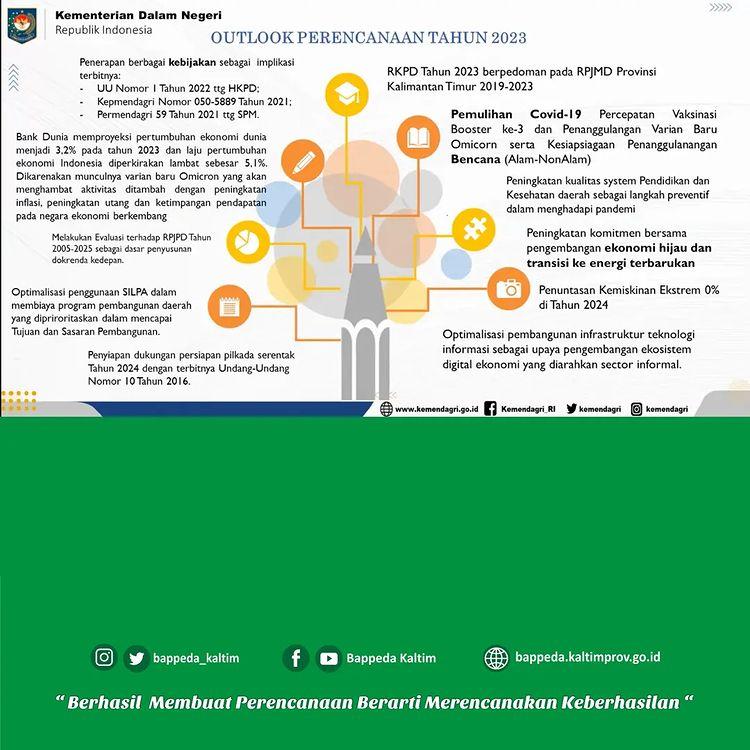 Kementerian Dalam Negeri
Republik Indonesia
OUTLOOK PERENCANAAN TAHUN 2023
Penerapan berbagai kebijakan sebagai implikasi
terbitnya:
- UU Nomor 1 Tahun 2022 ttg HKPD;
- Kepmendagri Nomor 050-5889 Tahun 2021;
- Permendagri 59 Tahun 2021 ttg SPM.
Bank Dunia memproyeksi pertumbuhan ekonomi dunia
menjadi 3,2% pada tahun 2023 dan laju pertumbuhan
ekonomi Indonesia diperkirakan lambat sebesar 5,1%.
Dikarenakan munculnya varian baru Omicron yang akan
menghambat aktivitas ditambah dengan peningkatan
inflasi, peningkatan utang dan ketimpangan pendapatan
pada negara ekonomi berkembang
Melakukan Evaluasi terhadap RPJPD Tahun
2005-2025 sebagai dasar penyusunan
dokrenda kedepan.
Optimalisasi penggunaan SILPA dalam
membiaya program pembangunan daerah
yang dipriroritaskan dalam mencapai
Tujuan dan Sasaran Pembangunan.
Penyiapan dukungan persiapan pilkada serentak
Tahun 2024 dengan terbitnya Undang-Undang
Nomor 10 Tahun 2016.
RKPD Tahun 2023 berpedoman pada RPJMD Provinsi
Kalimantan Timur 2019-2023
Pemulihan Covid-19 Percepatan Vaksinasi
Booster ke-3 dan Penanggulangan Varian Baru
Omicorn serta Kesiapsiagaan Penanggulanangan
Bencana (Alam-NonAlam)
Peningkatan kualitas system Pendidikan dan
Kesehatan daerah sebagai langkah preventif
dalam menghadapi pandemi
Peningkatan komitmen bersama
pengembangan ekonomi hijau dan
transisi ke energi terbarukan
Penuntasan Kemiskinan Ekstrem 0%
di Tahun 2024
Optimalisasi pembangunan infrastruktur teknologi
informasi sebagai upaya pengembangan ekosistem
digital ekonomi yang diarahkan sector informal.
www.kemendagri.go.id Kemendagri_RI kemendagri kemendagri
bappeda_kaltim Bappeda Kaltim bappeda.kaltimprov.go.id
“ Berhasil Membuat Perencanaan Berarti Merencanakan Keberhasilan “